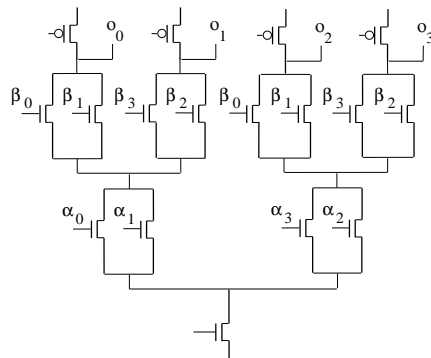 o₀ o₁ o₂ o₃
β₀ β₁ β₃ β₂ β₀ β₁ β₃ β₂
α₀ α₁ α₃ α₂